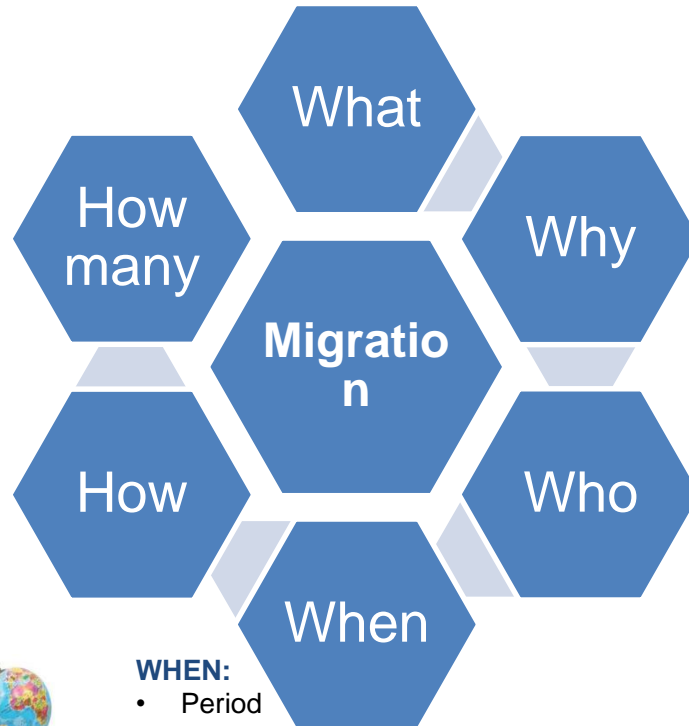 What
How
many
Why
Migratio
n
How
Who
When
WHEN:
• Period